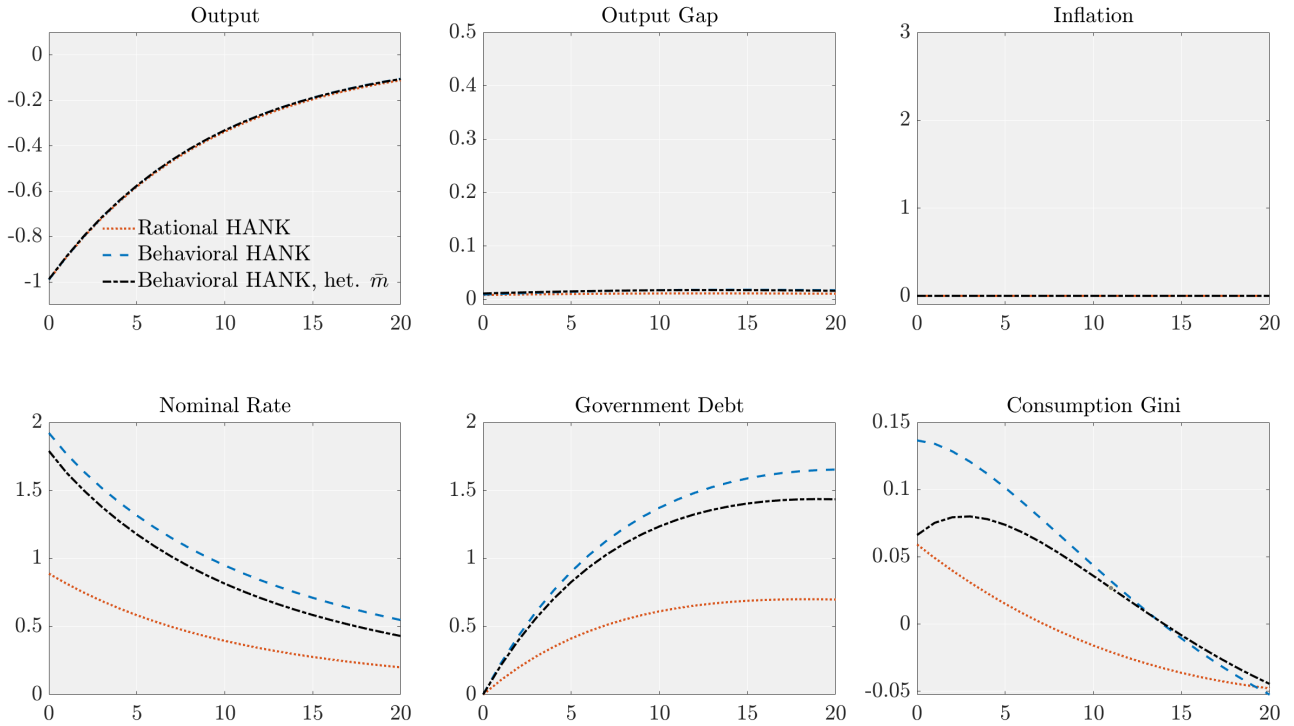 Output
0
-0.2
-0.4
-0.6
-0.8
-1
0 5 10 15 20
Rational HANK
Behavioral HANK
Behavioral HANK, het. m̄
Output Gap
0.5
0.4
0.3
0.2
0.1
0
0 5 10 15 20
Inflation
3
2
1
0
0 5 10 15 20
Nominal Rate
2
1.5
1
0.5
0
0 5 10 15 20
Government Debt
2
1.5
1
0.5
0
0 5 10 15 20
Consumption Gini
0.15
0.1
0.05
0
-0.05
0 5 10 15 20